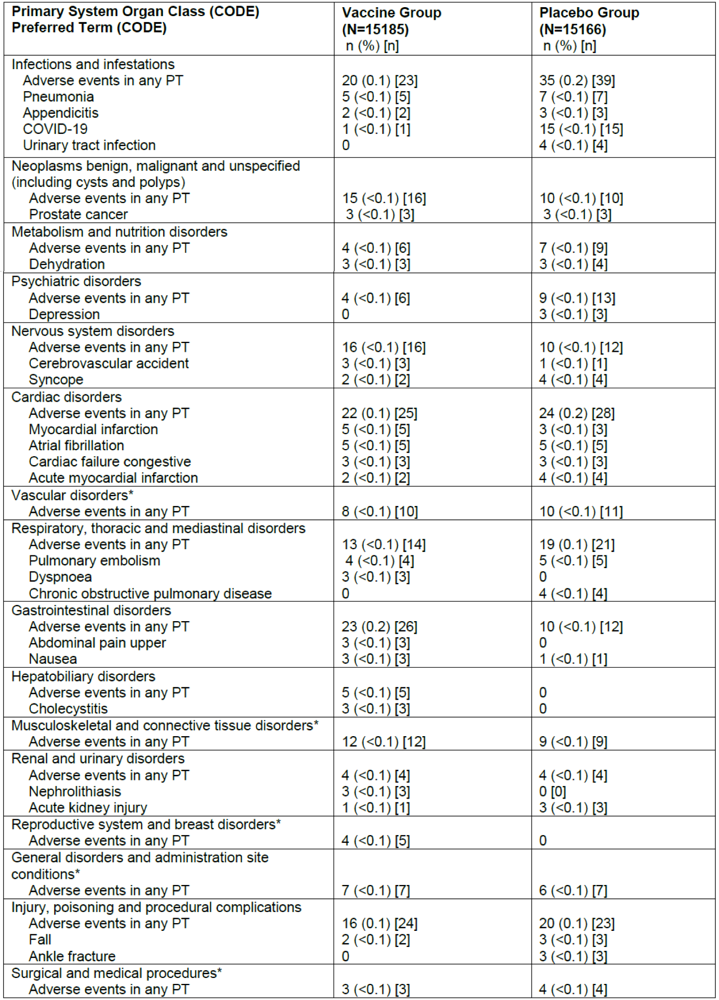 Primary System Organ Class (CODE) Vaccine Group Placebo Group
Preferred Term (CODE) (N=15185) (N=15166)
n (%) [n] n (%) [n]
Infections and infestations
Adverse events in any PT 20 (0.1) [23] 35 (0.2) [39]
Pneumonia 5 (<0.1) [5] 7 (<0.1) [7]
Appendicitis 2 (<0.1) [2] 3 (<0.1) [3]
COVID-19 1 (<0.1) [1] 15 (<0.1) [15]
Urinary tract infection 0 4 (<0.1) [4]
Neoplasms benign, malignant and unspecified
(including cysts and polyps)
Adverse events in any PT 15 (<0.1) [16] 10 (<0.1) [10]
Prostate cancer 3 (<0.1) [3] 3 (<0.1) [3]
Metabolism and nutrition disorders
Adverse events in any PT 4 (<0.1) [6] 7 (<0.1) [9]
Dehydration 3 (<0.1) [3] 3 (<0.1) [4]
Psychiatric disorders
Adverse events in any PT 4 (<0.1) [6] 9 (<0.1) [13]
Depression 0 3 (<0.1) [3]
Nervous system disorders
Adverse events in any PT 16 (<0.1) [16] 10 (<0.1) [12]
Cerebrovascular accident 3 (<0.1) [3] 1 (<0.1) [1]
Syncope 2 (<0.1) [2] 4 (<0.1) [4]
Cardiac disorders
Adverse events in any PT 22 (0.1) [25] 24 (0.2) [28]
Myocardial infarction 5 (<0.1) [5] 3 (<0.1) [3]
Atrial fibrillation 5 (<0.1) [5] 5 (<0.1) [5]
Cardiac failure congestive 3 (<0.1) [3] 3 (<0.1) [3]
Acute myocardial infarction 2 (<0.1) [2] 4 (<0.1) [4]
Vascular disorders*
Adverse events in any PT 8 (<0.1) [10] 10 (<0.1) [11]
Respiratory, thoracic and mediastinal disorders
Adverse events in any PT 13 (<0.1) [14] 19 (0.1) [21]
Pulmonary embolism 4 (<0.1) [4] 5 (<0.1) [5]
Dyspnoea 3 (<0.1) [3] 0
Chronic obstructive pulmonary disease 0 4 (<0.1) [4]
Gastrointestinal disorders
Adverse events in any PT 23 (0.2) [26] 10 (<0.1) [12]
Abdominal pain upper 3 (<0.1) [3] 0
Nausea 3 (<0.1) [3] 1 (<0.1) [1]
Hepatobiliary disorders
Adverse events in any PT 5 (<0.1) [5] 0
Cholecystitis 3 (<0.1) [3] 0
Musculoskeletal and connective tissue disorders*
Adverse events in any PT 12 (<0.1) [12] 9 (<0.1) [9]
Renal and urinary disorders
Adverse events in any PT 4 (<0.1) [4] 4 (<0.1) [4]
Nephrolithiasis 3 (<0.1) [3] 0 [0]
Acute kidney injury 1 (<0.1) [1] 3 (<0.1) [3]
Reproductive system and breast disorders*
Adverse events in any PT 4 (<0.1) [5] 0
General disorders and administration site
conditions*
Adverse events in any PT 7 (<0.1) [7] 6 (<0.1) [7]
Injury, poisoning and procedural complications
Adverse events in any PT 16 (0.1) [24] 20 (0.1) [23]
Fall 2 (<0.1) [2] 3 (<0.1) [3]
Ankle fracture 0 3 (<0.1) [3]
Surgical and medical procedures*
Adverse events in any PT 3 (<0.1) [3] 4 (<0.1) [4]